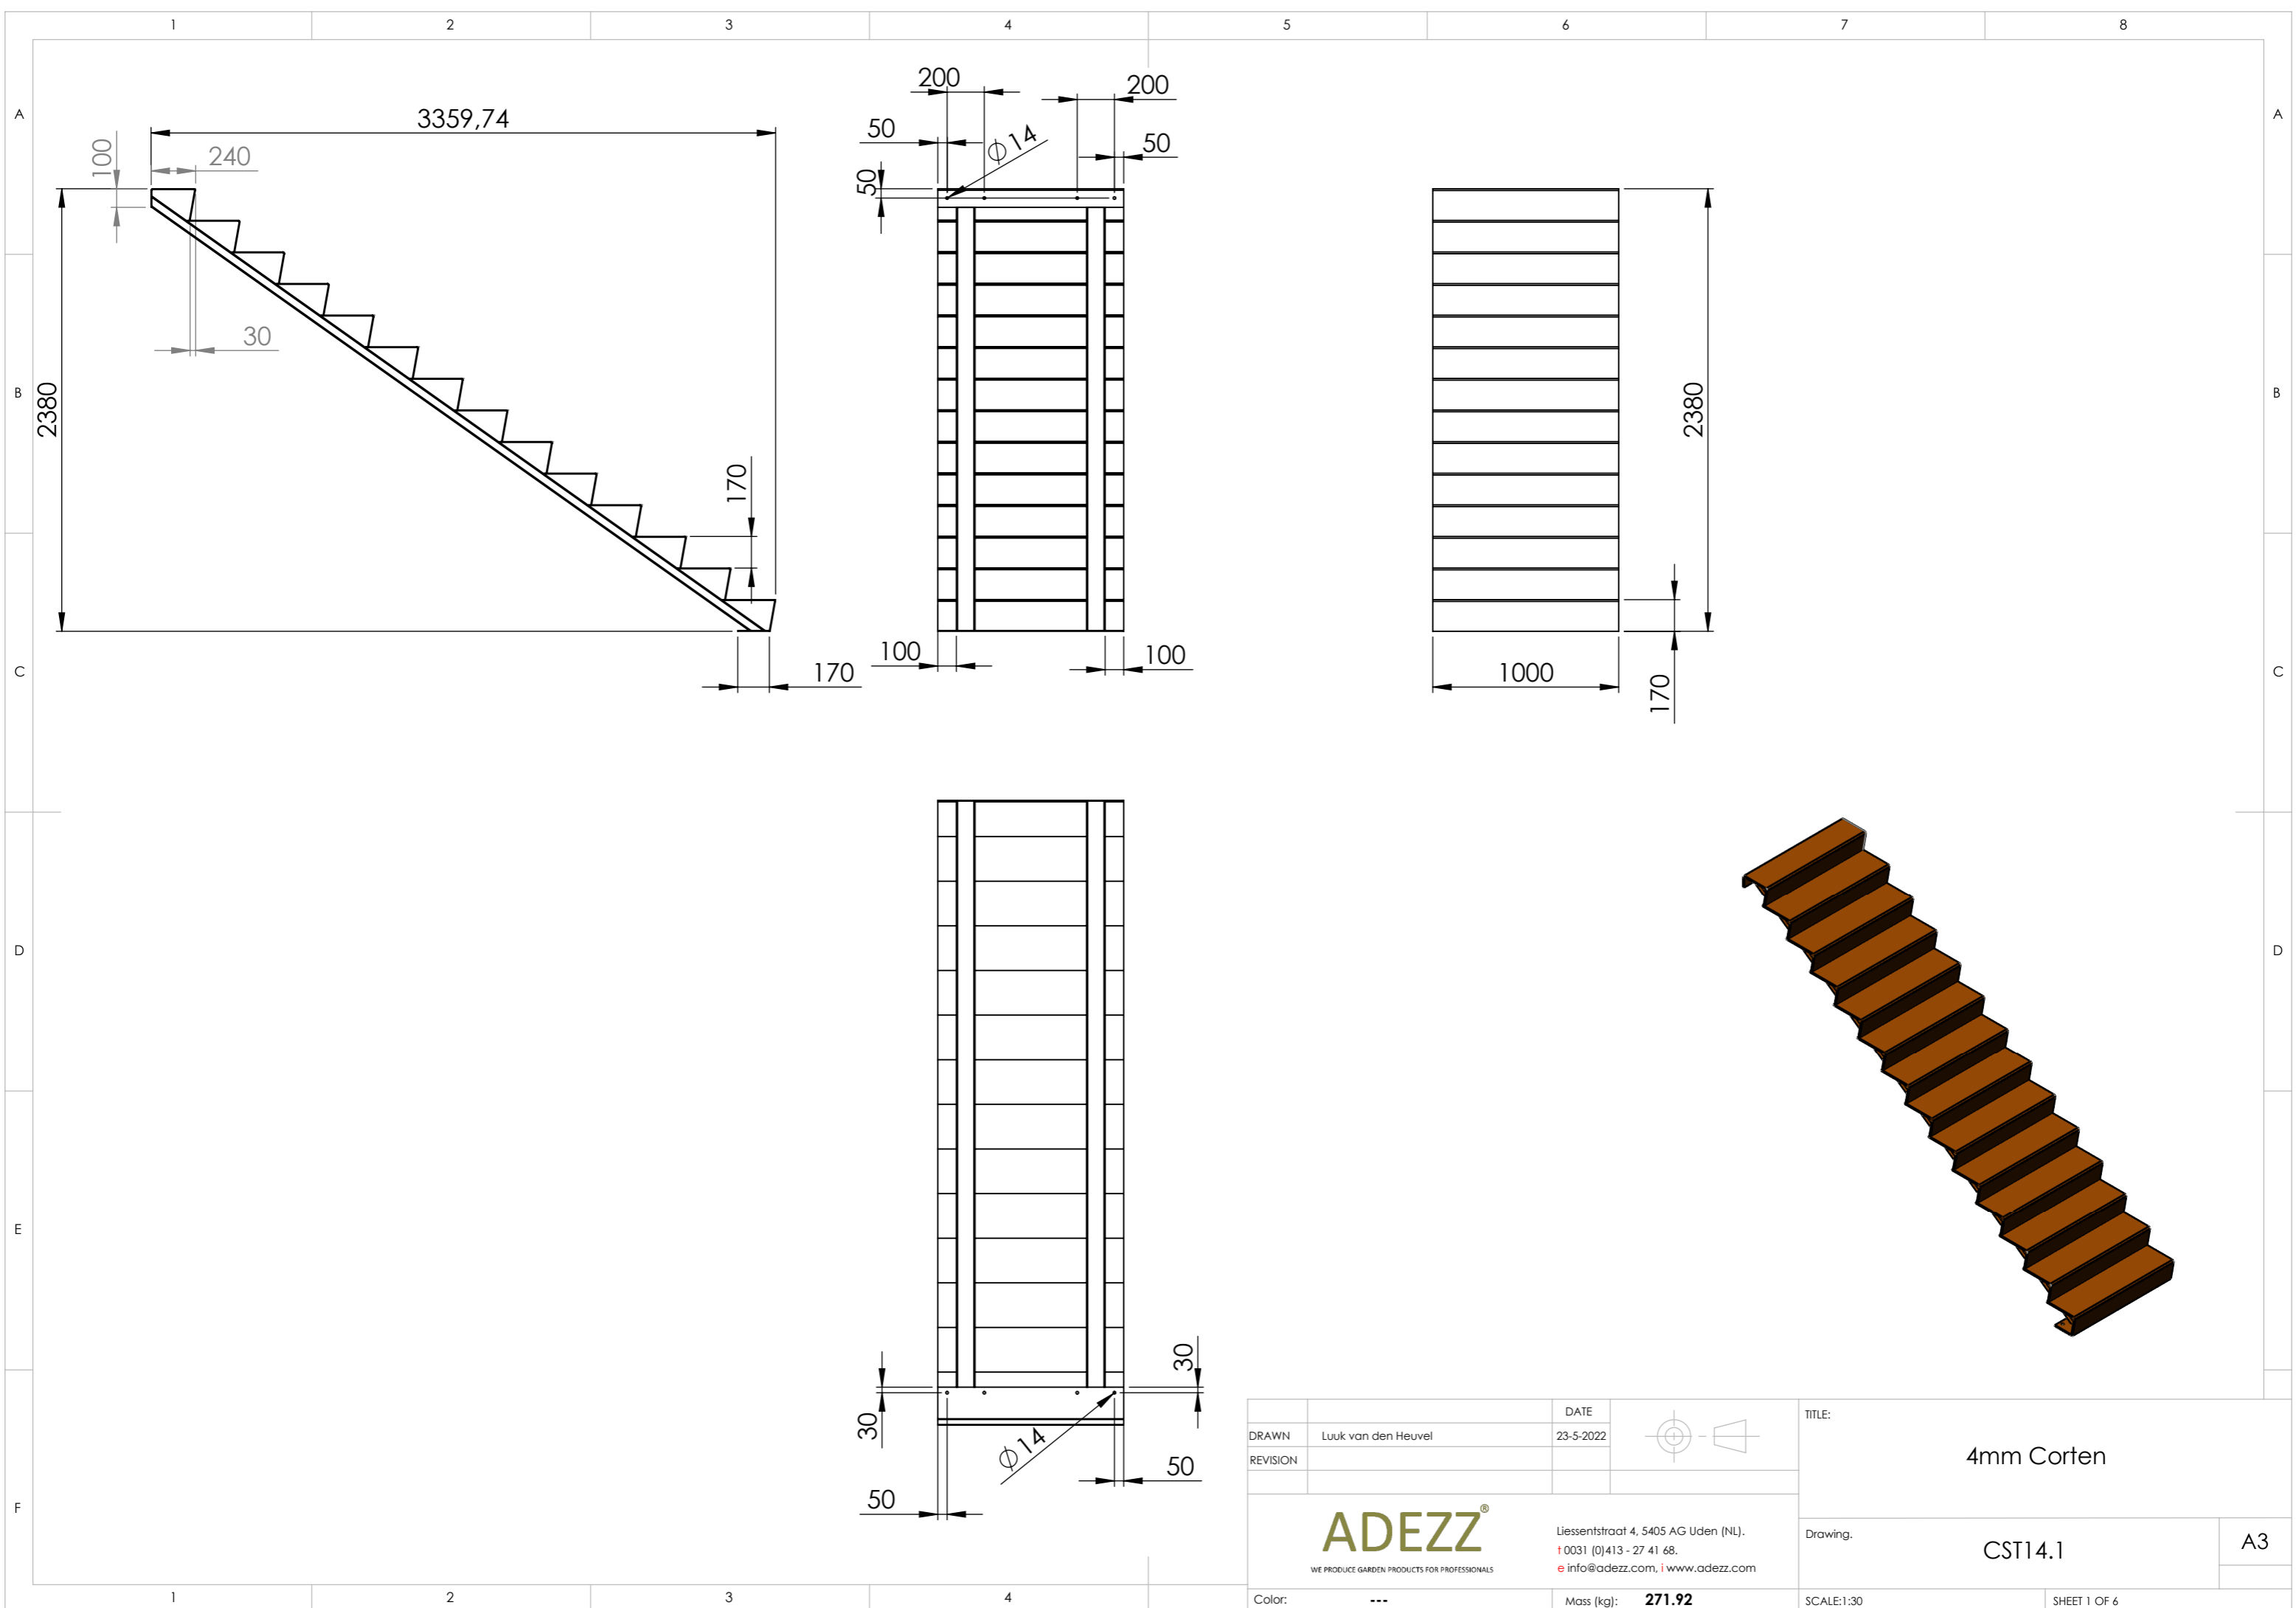 1 2 3 4 5 6 7 8
A A
200 200
3359,74
50 Ø14 50
100 240
50
30
B 2380 2380 B
170
100 100
C 170 1000 170 C
D D
E E
30 30
Ø14
50 50
F
DATE
DRAWN Luuk van den Heuvel 23-5-2022
REVISION
TITLE:
4mm Corten
ADEZZ®
WE PRODUCE GARDEN PRODUCTS FOR PROFESSIONALS
Liessentstraat 4, 5405 AG Uden (NL).
t 0031 (0)413 - 27 41 68.
e info@adezz.com, i www.adezz.com
Drawing.
CST14.1
A3
Color: --- Mass (kg): 271.92 SCALE:1:30 SHEET 1 OF 6
1 2 3 4